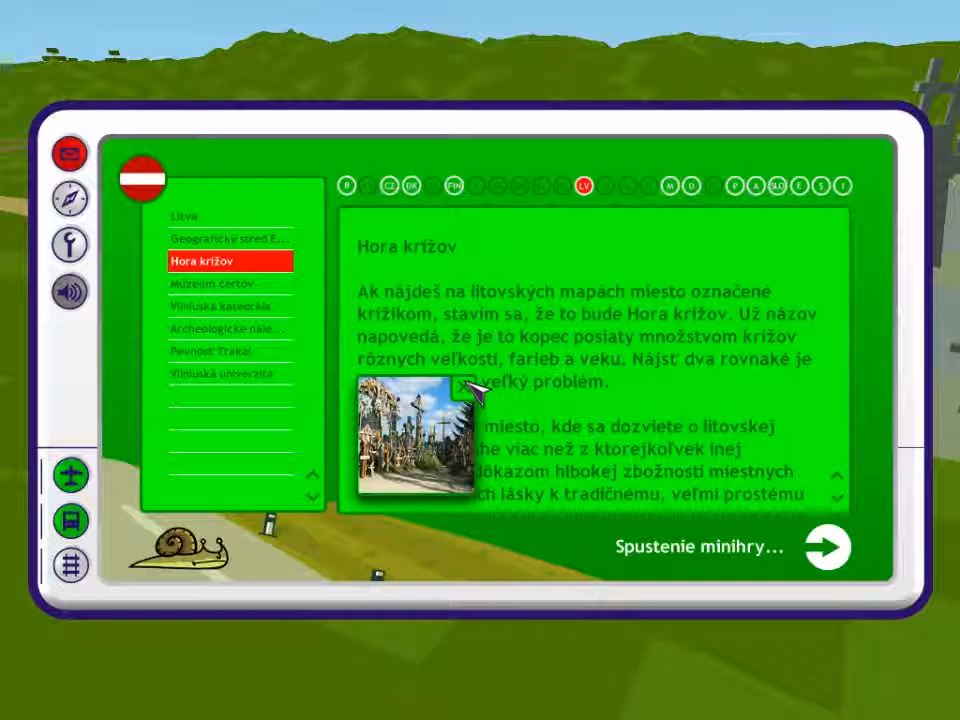 B
CZ
DK
FIN
LV
M
D
P
A
SLO
E
S
I
Litva
Geografický stred E...
Hora krížov
Múzeum čertov
Vilniuská katedrála
Archeologické nále...
Pevnosť Trakai
Vilniuská univerzita
Hora krížov
Ak nájdeš na litovských mapách miesto označené
krížikom, stavím sa, že to bude Hora krížov. Už názov
napovedá, že je to kopec posiaty množstvom krížov
rôznych veľkostí, farieb a veku. Nájsť dva rovnaké je
veľký problém.
miesto, kde sa dozviete o litovskej
viac než z ktorejkoľvek inej
dôkazom hlbokej zbožnosti miestnych
lásky k tradičnému, veľmi prostému
Spustenie minihry...